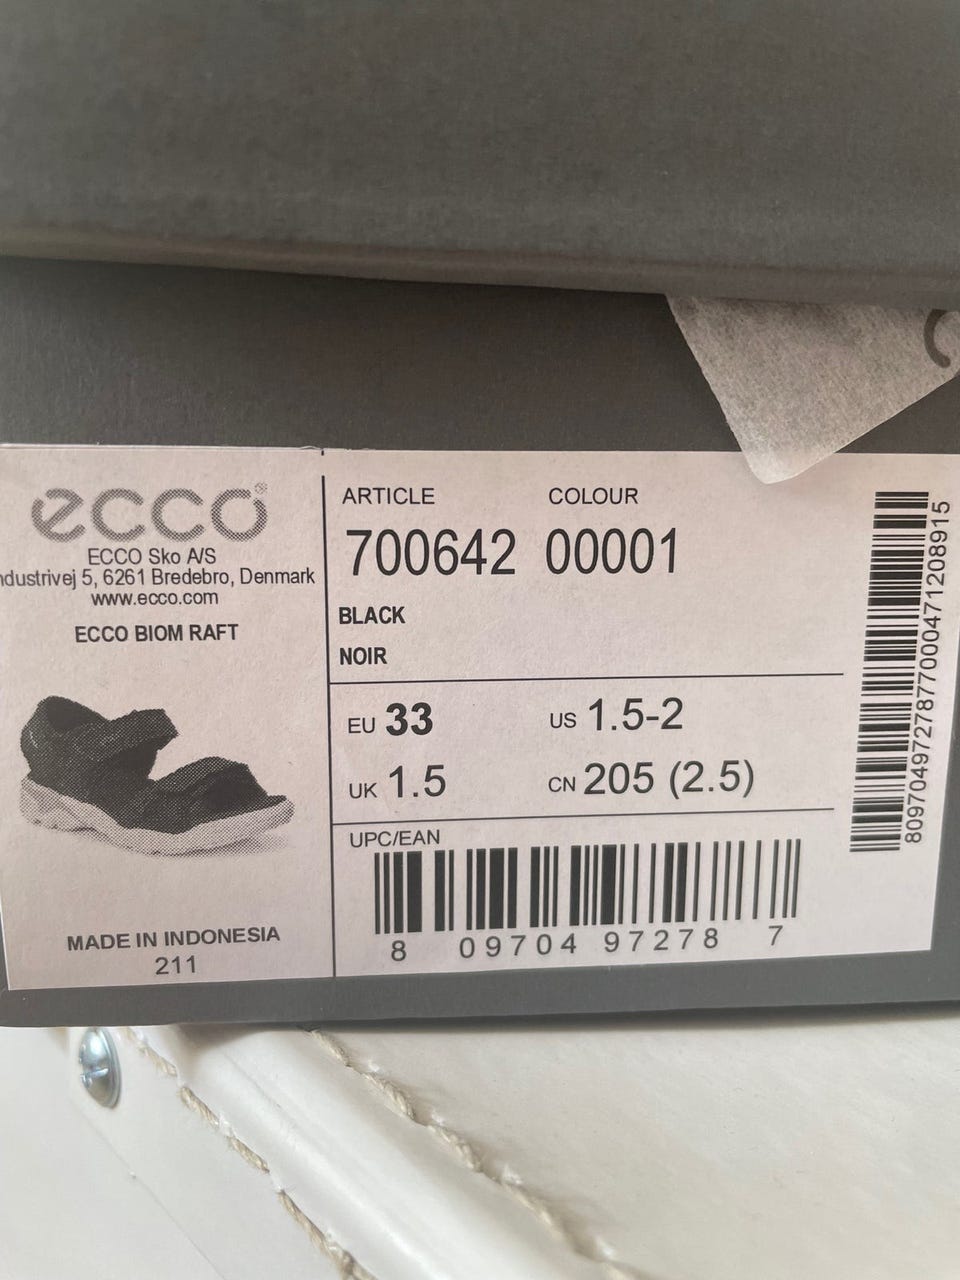 ecco
ECCO Sko A/S
ndustrivej 5, 6261 Bredebro, Denmark
www.ecco.com
ECCO BIOM RAFT
MADE IN INDONESIA
211
ARTICLE COLOUR
700642 00001
BLACK
NOIR
EU 33 US 1.5-2
UK 1.5 CN 205 (2.5)
UPC/EAN
8 09704 97278 7
8097049727877000471208915